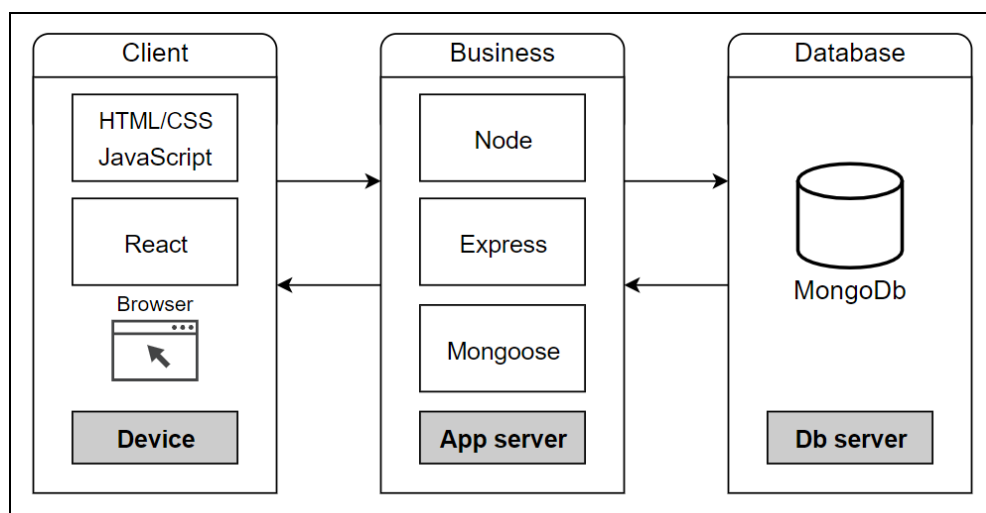 Client
HTML/CSS
JavaScript
React
Browser
Device
Business
Node
Express
Mongoose
App server
Database
MongoDb
Db server